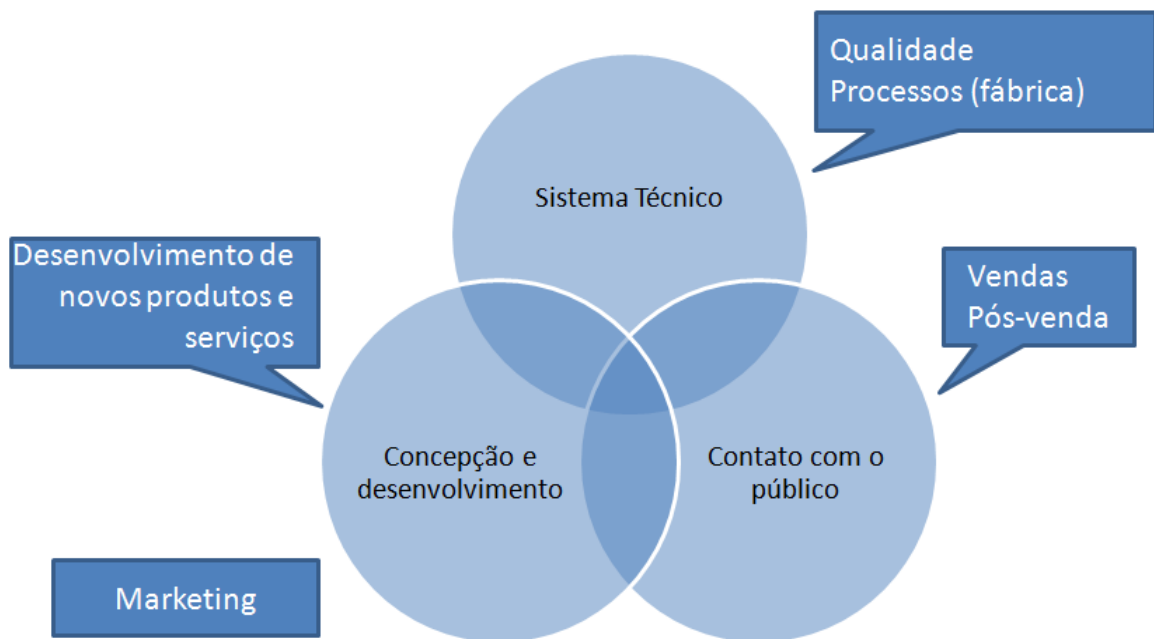 Qualidade
Processos (fábrica)
Sistema Técnico
Desenvolvimento de
novos produtos e
serviços
Vendas
Pós-venda
Concepção e
desenvolvimento
Contato com o
público
Marketing